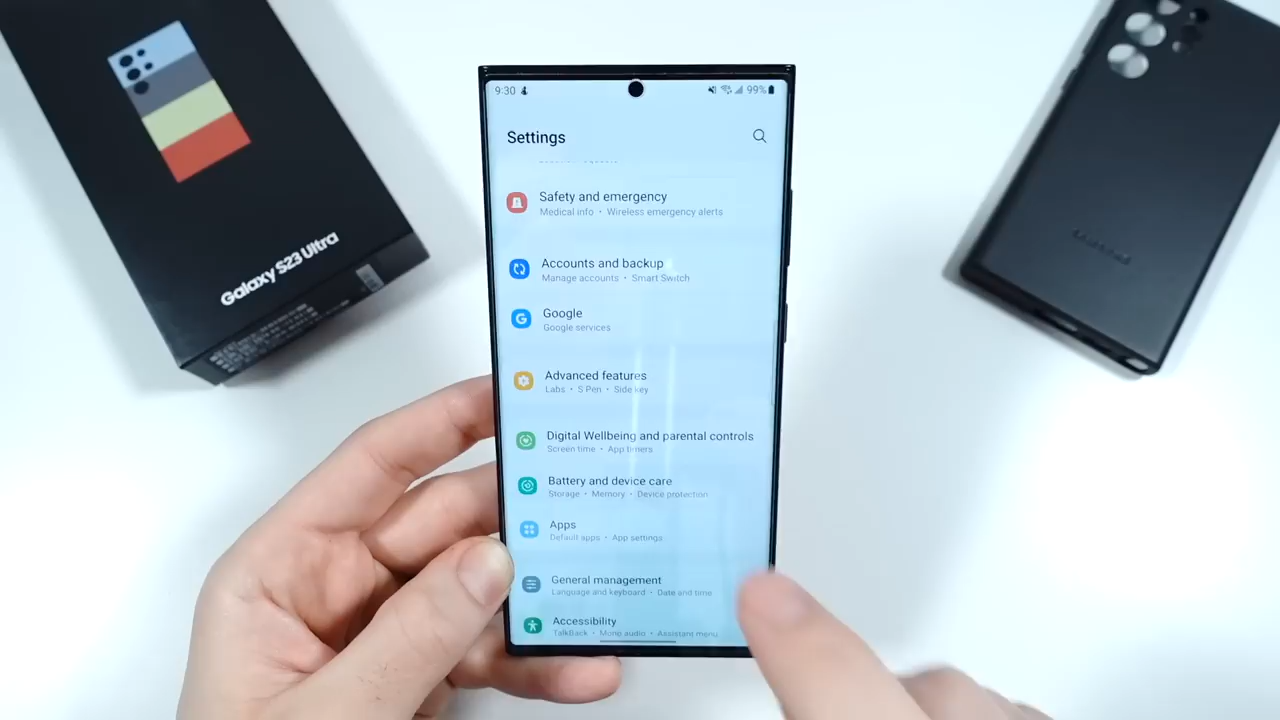 Galaxy S23 Ultra
9:30
99%
Settings
Safety and emergency
Medical info • Wireless emergency alerts
Accounts and backup
Manage accounts • Smart Switch
Google
Google services
Advanced features
Labs • S Pen • Side key
Digital Wellbeing and parental controls
Screen time • App timers
Battery and device care
Storage • Memory • Device protection
Apps
Default apps • App settings
General management
Language and keyboard • Date and time
Accessibility
TalkBack • Mono audio • Assistant menu
SAMSUNG